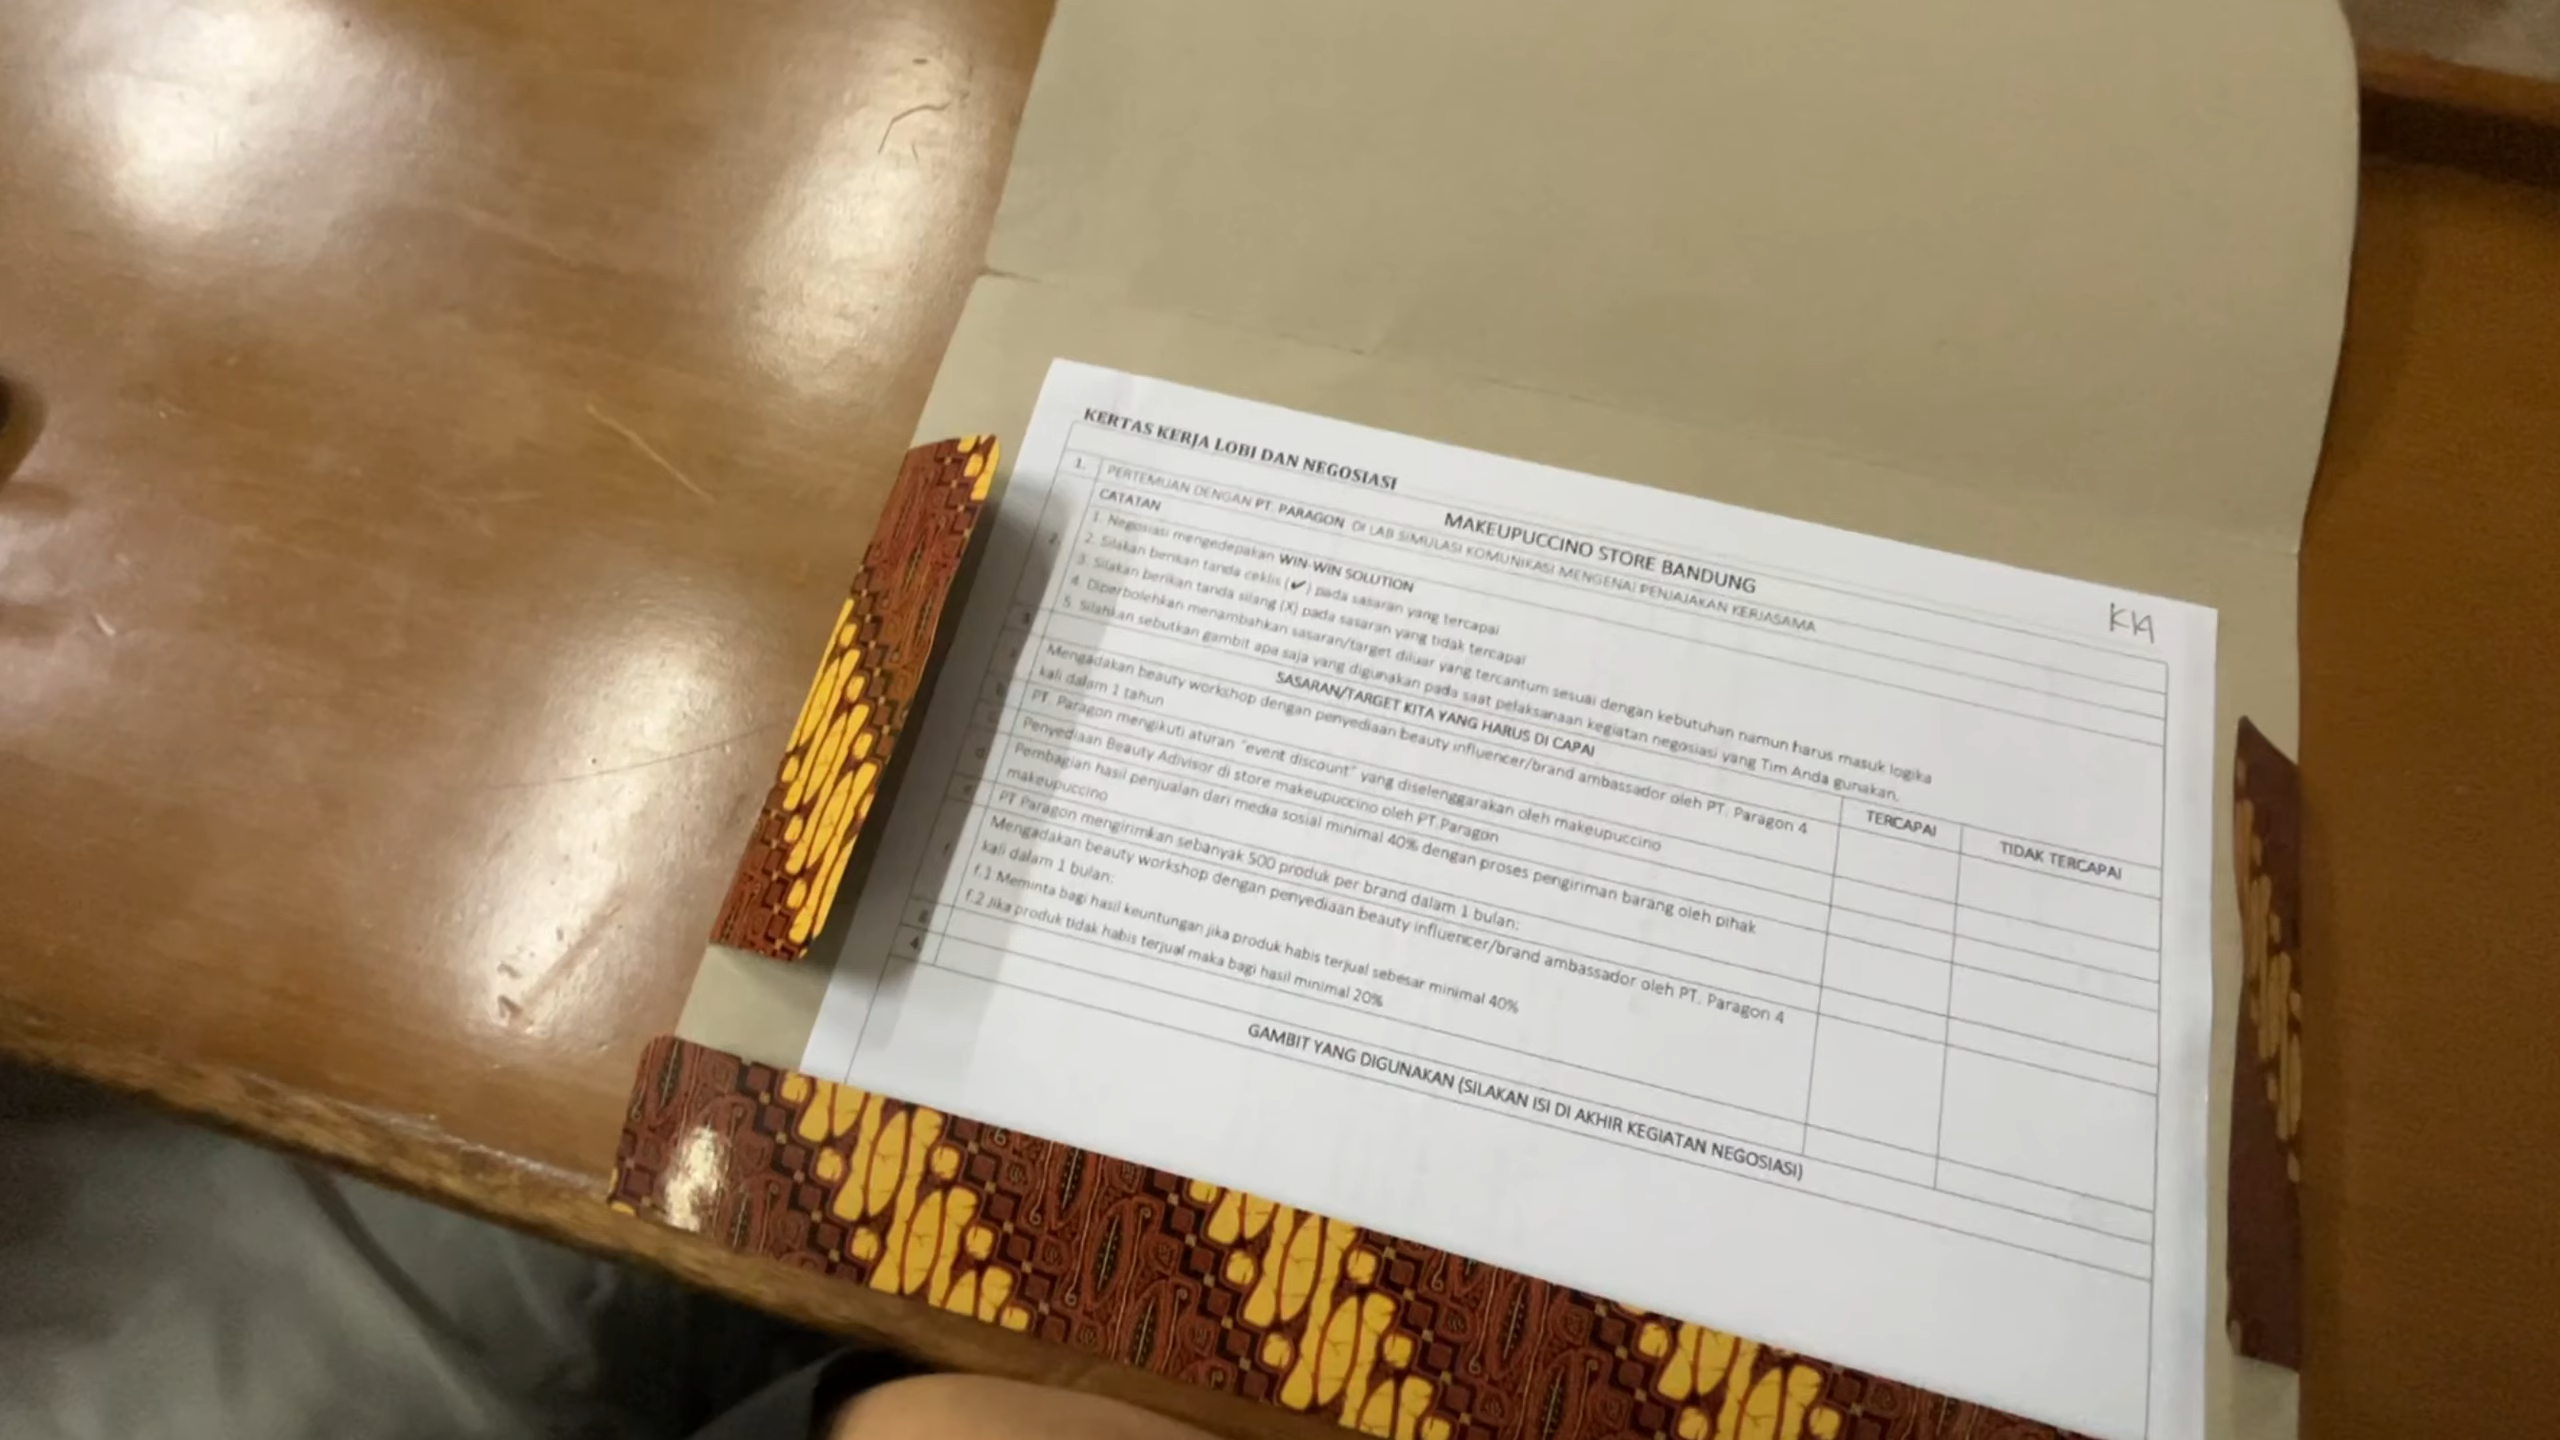 KERTAS KERJA LOBI DAN NEGOSIASI
K14
MAKEUPUCCINO STORE BANDUNG
1. PERTEMUAN DENGAN PT. PARAGON DI LAB SIMULASI KOMUNIKASI MENGENAI PENJAJAKAN KERJASAMA
2. CATATAN
1. Negosiasi mengedepakan WIN-WIN SOLUTION
2. Silakan berikan tanda ceklis (✔) pada sasaran yang tercapai
3. Silakan berikan tanda silang (X) pada sasaran yang tidak tercapai
4. Diperbolehkan menambahkan sasaran/target diluar yang tercantum sesuai dengan kebutuhan namun harus masuk logika
5. Silahkan sebutkan gambit apa saja yang digunakan pada saat pelaksanaan kegiatan negosiasi yang Tim Anda gunakan.
3. SASARAN/TARGET KITA YANG HARUS DI CAPAI TERCAPAI TIDAK TERCAPAI
Mengadakan beauty workshop dengan penyediaan beauty influencer/brand ambassador oleh PT. Paragon 4
kali dalam 1 tahun
b. PT. Paragon mengikuti aturan "event discount" yang diselenggarakan oleh makeupuccino
Penyediaan Beauty Adivisor di store makeupuccino oleh PT.Paragon
d. Pembagian hasil penjualan dari media sosial minimal 40% dengan proses pengiriman barang oleh pihak
makeupuccino
e. PT Paragon mengirimkan sebanyak 500 produk per brand dalam 1 bulan:
f. Mengadakan beauty workshop dengan penyediaan beauty influencer/brand ambassador oleh PT. Paragon 4
kali dalam 1 bulan:
f.1 Meminta bagi hasil keuntungan jika produk habis terjual sebesar minimal 40%
f.2 Jika produk tidak habis terjual maka bagi hasil minimal 20%
g.
4. GAMBIT YANG DIGUNAKAN (SILAKAN ISI DI AKHIR KEGIATAN NEGOSIASI)